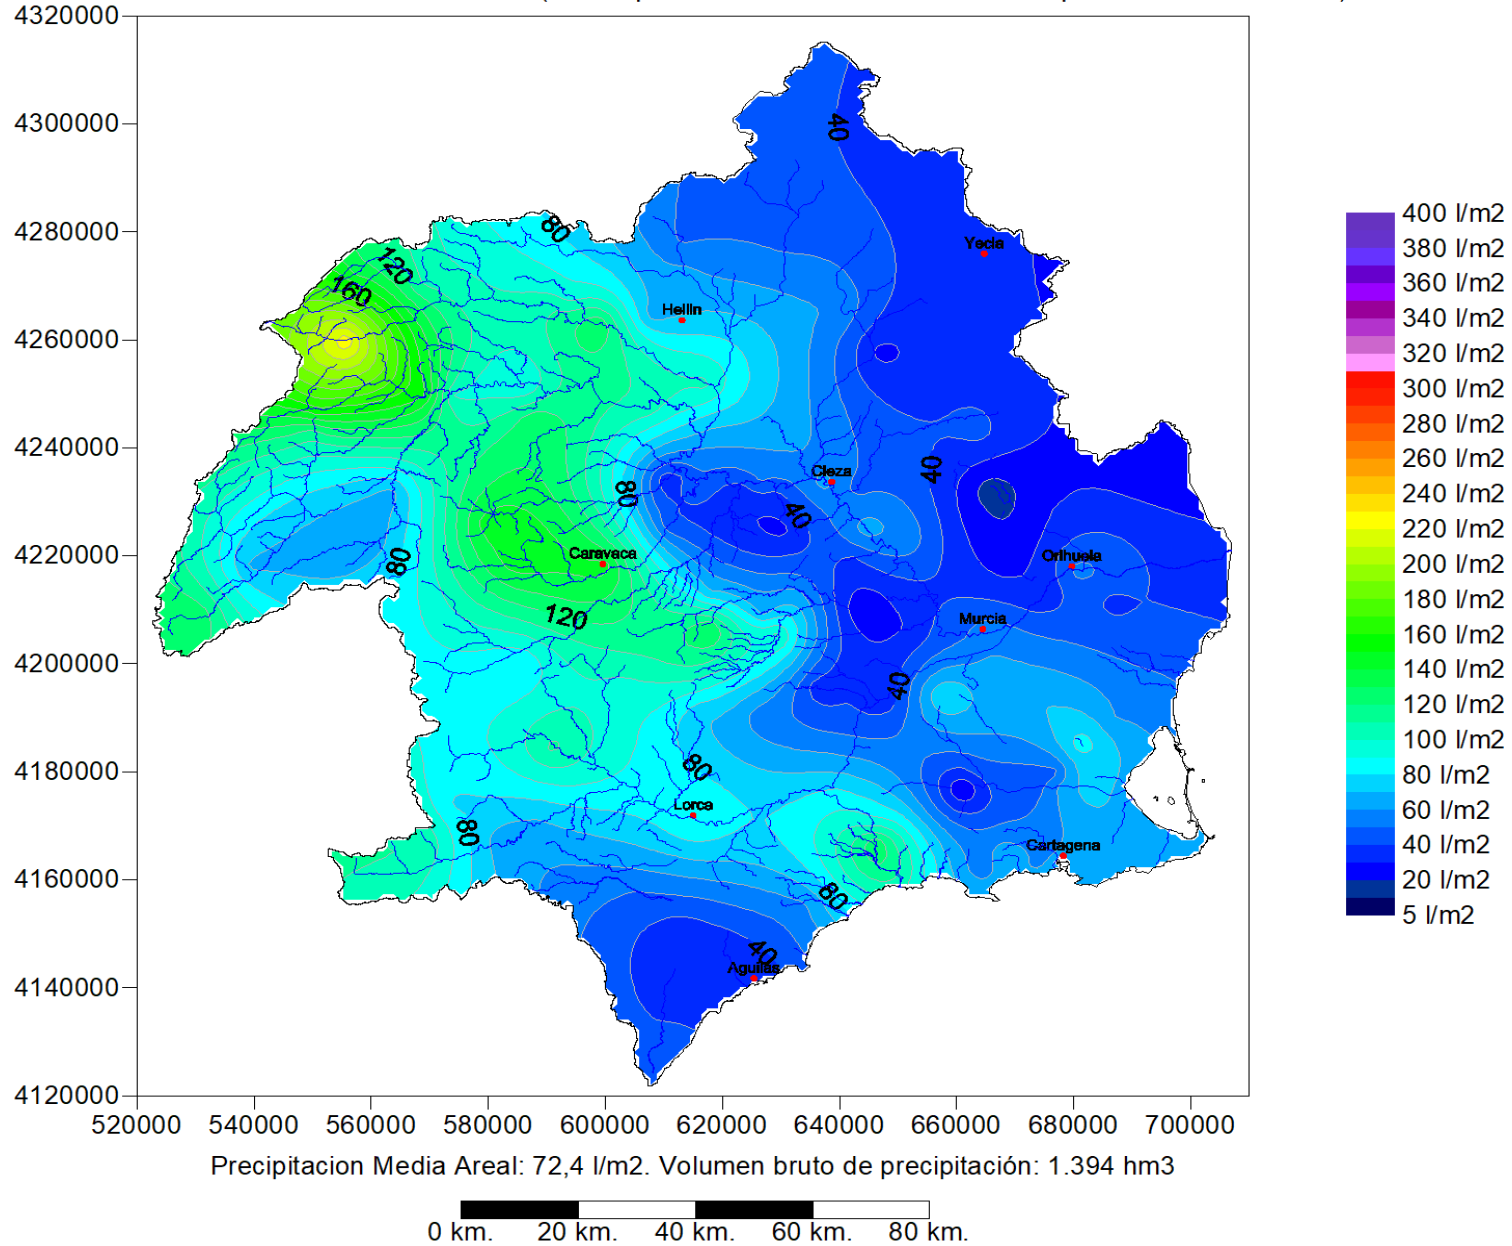 4320000
4300000
40
4280000
80
Yecla
120
400 l/m2
380 l/m2
360 l/m2
340 l/m2
320 l/m2
300 l/m2
280 l/m2
260 l/m2
240 l/m2
220 l/m2
200 l/m2
180 l/m2
160 l/m2
140 l/m2
120 l/m2
100 l/m2
80 l/m2
60 l/m2
40 l/m2
20 l/m2
5 l/m2
160
Hellin
4260000
4240000
Cieza
40
80
40
4220000
80
Caravaca
Orihuela
120
Murcia
4200000
40
4180000
80
Lorca
80
Cartagena
4160000
80
40
Aguilas
4140000
4120000
520000 540000 560000 580000 600000 620000 640000 660000 680000 700000
Precipitacion Media Areal: 72,4 l/m2. Volumen bruto de precipitación: 1.394 hm3
0 km. 20 km. 40 km. 60 km. 80 km.